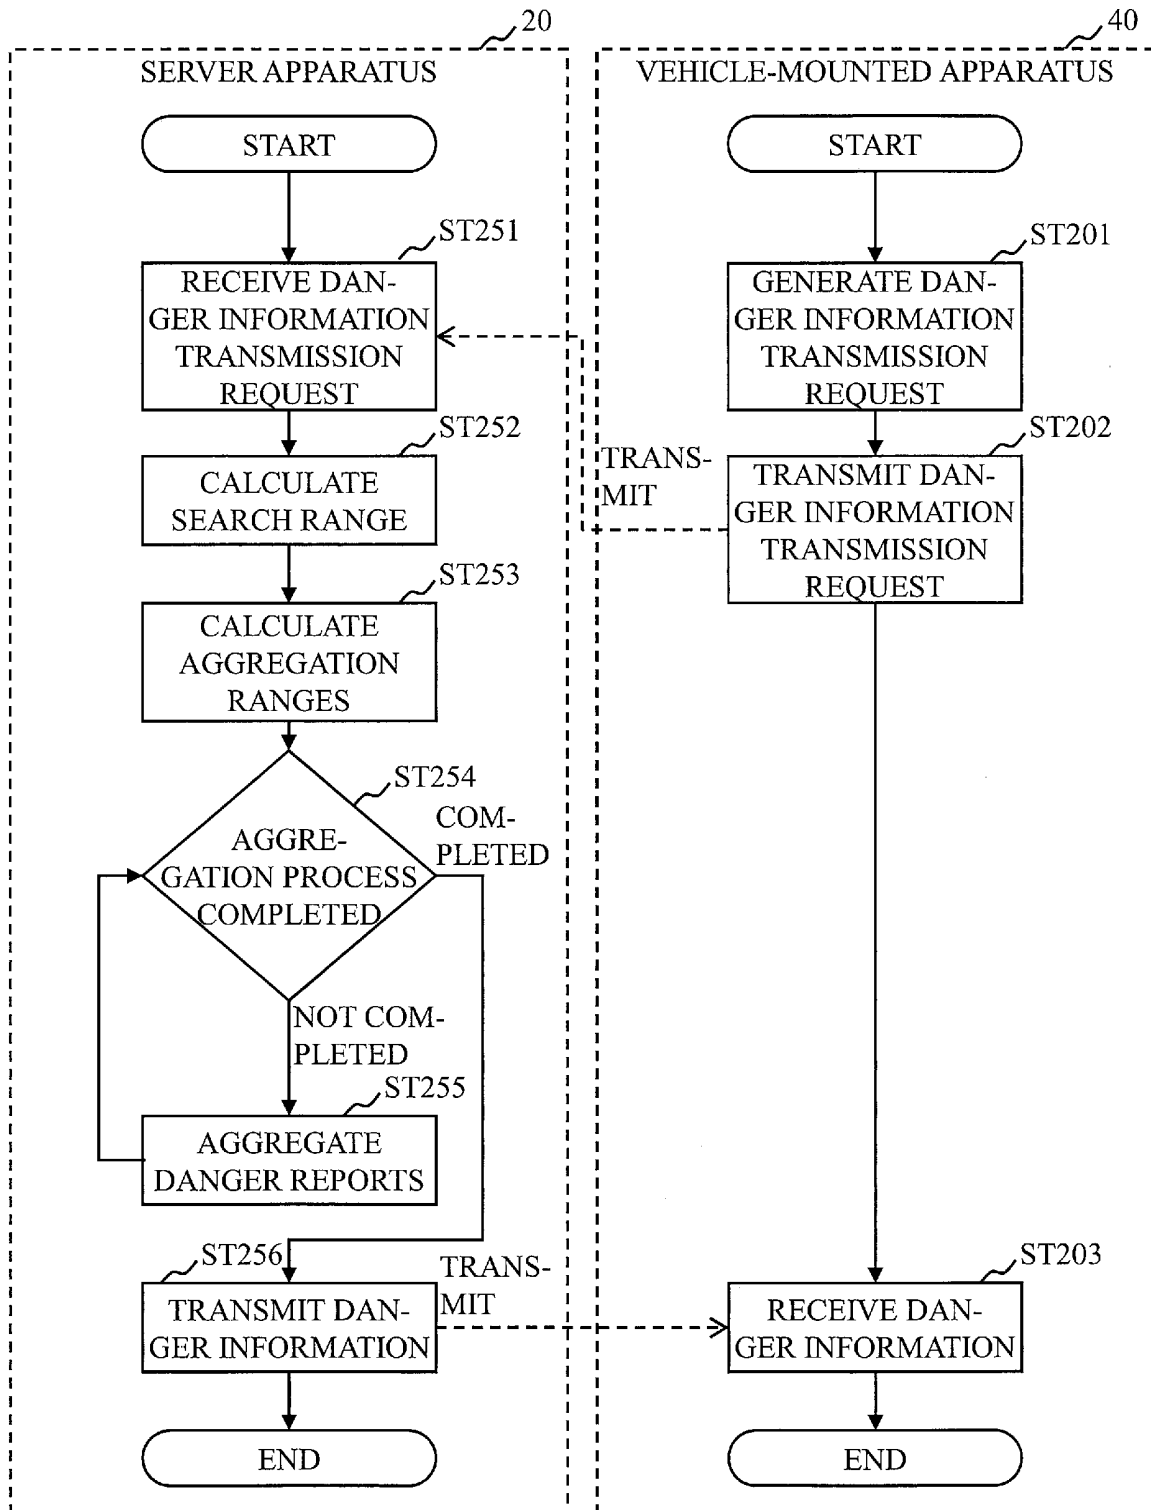 20
SERVER APPARATUS
START
ST251
RECEIVE DAN-
GER INFORMATION
TRANSMISSION
REQUEST
ST252
CALCULATE
SEARCH RANGE
ST253
CALCULATE
AGGREGATION
RANGES
ST254
AGGRE-
GATION PROCESS
COMPLETED
COM-
PLETED
NOT COM-
PLETED
ST255
AGGREGATE
DANGER REPORTS
ST256
TRANSMIT DAN-
GER INFORMATION
TRANS-
MIT
END
40
VEHICLE-MOUNTED APPARATUS
START
ST201
GENERATE DAN-
GER INFORMATION
TRANSMISSION
REQUEST
ST202
TRANSMIT DAN-
GER INFORMATION
TRANSMISSION
REQUEST
TRANS-
MIT
ST203
RECEIVE DAN-
GER INFORMATION
END